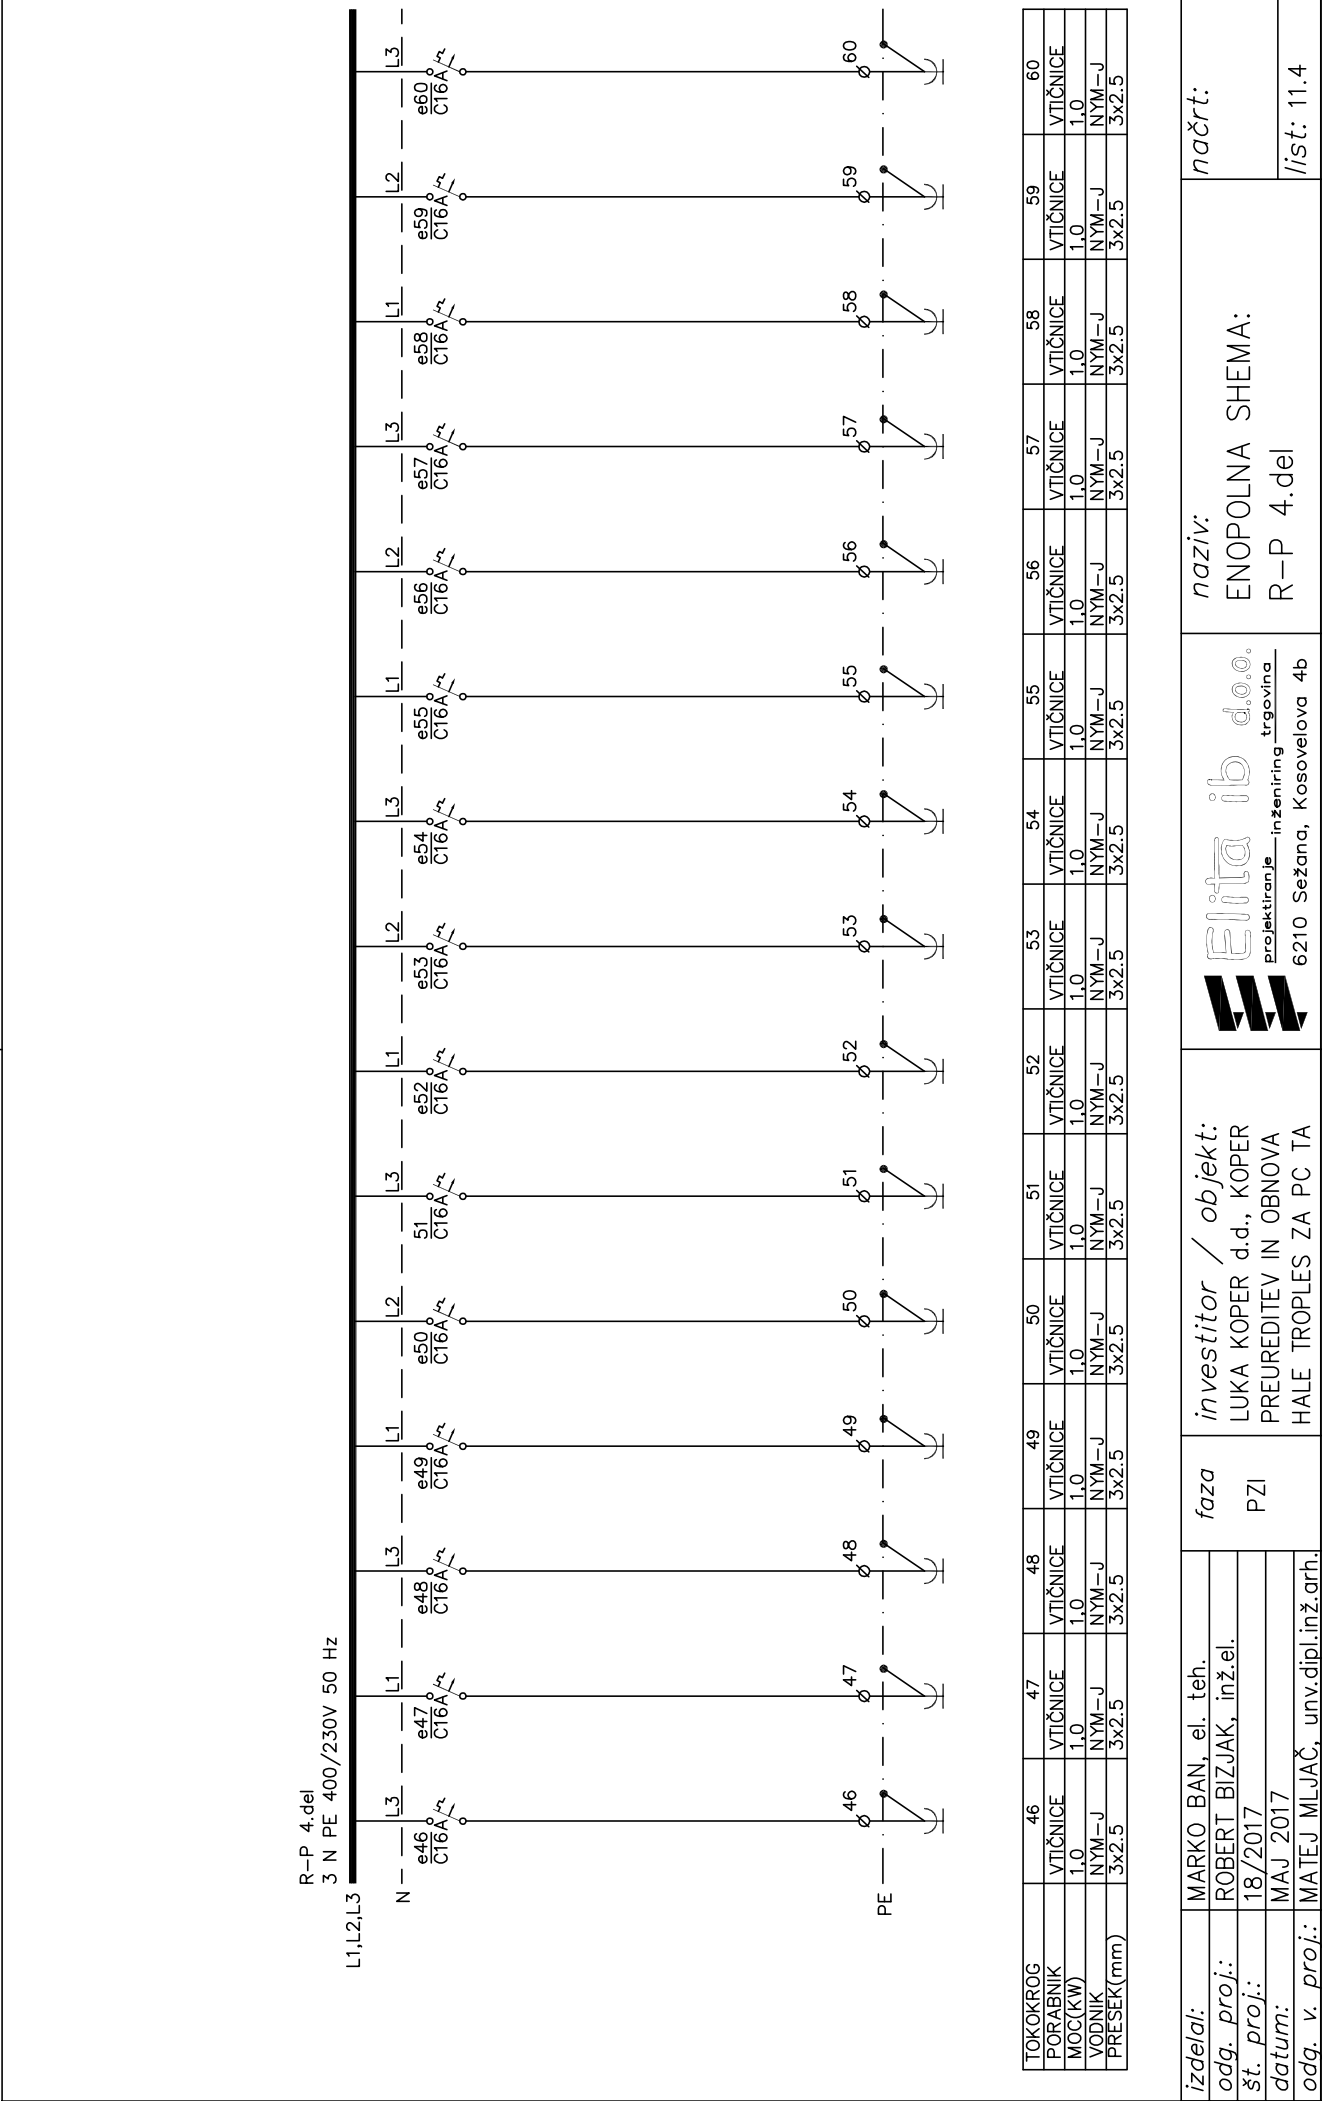 R-P 4.del
3 N PE 400/230V 50 Hz
L1,L2,L3
N
L3 L1 L3 L1 L2 L3 L1 L2 L3 L1 L2 L3 L1 L2 L3
e46 e47 e48 e49 e50 51 e52 e53 e54 e55 e56 e57 e58 e59 e60
C16A C16A C16A C16A C16A C16A C16A C16A C16A C16A C16A C16A C16A C16A C16A
46 47 48 49 50 51 52 53 54 55 56 57 58 59 60
PE
TOKOKROG 46 47 48 49 50 51 52 53 54 55 56 57 58 59 60
PORABNIK VTIČNICE VTIČNICE VTIČNICE VTIČNICE VTIČNICE VTIČNICE VTIČNICE VTIČNICE VTIČNICE VTIČNICE VTIČNICE VTIČNICE VTIČNICE VTIČNICE VTIČNICE
MOC(KW) 1,0 1,0 1,0 1,0 1,0 1,0 1,0 1,0 1,0 1,0 1,0 1,0 1,0 1,0 1,0
VODNIK NYM-J NYM-J NYM-J NYM-J NYM-J NYM-J NYM-J NYM-J NYM-J NYM-J NYM-J NYM-J NYM-J NYM-J NYM-J
PRESEK(mm) 3x2.5 3x2.5 3x2.5 3x2.5 3x2.5 3x2.5 3x2.5 3x2.5 3x2.5 3x2.5 3x2.5 3x2.5 3x2.5 3x2.5 3x2.5
izdelal: MARKO BAN, el. teh.
odg. proj.: ROBERT BIZJAK, inž.el.
št. proj.: 18/2017
datum: MAJ 2017
odg. v. proj.: MATEJ MLJAČ, unv.dipl.inž.arh.
faza
PZI
investitor / objekt:
LUKA KOPER d.d., KOPER
PREUREDITEV IN OBNOVA
HALE TROPLES ZA PC TA
Elita ib d.o.o.
projektiranje inženiring trgovina
6210 Sežana, Kosovelova 4b
naziv:
ENOPOLNA SHEMA:
R-P 4.del
načrt:
list: 11.4